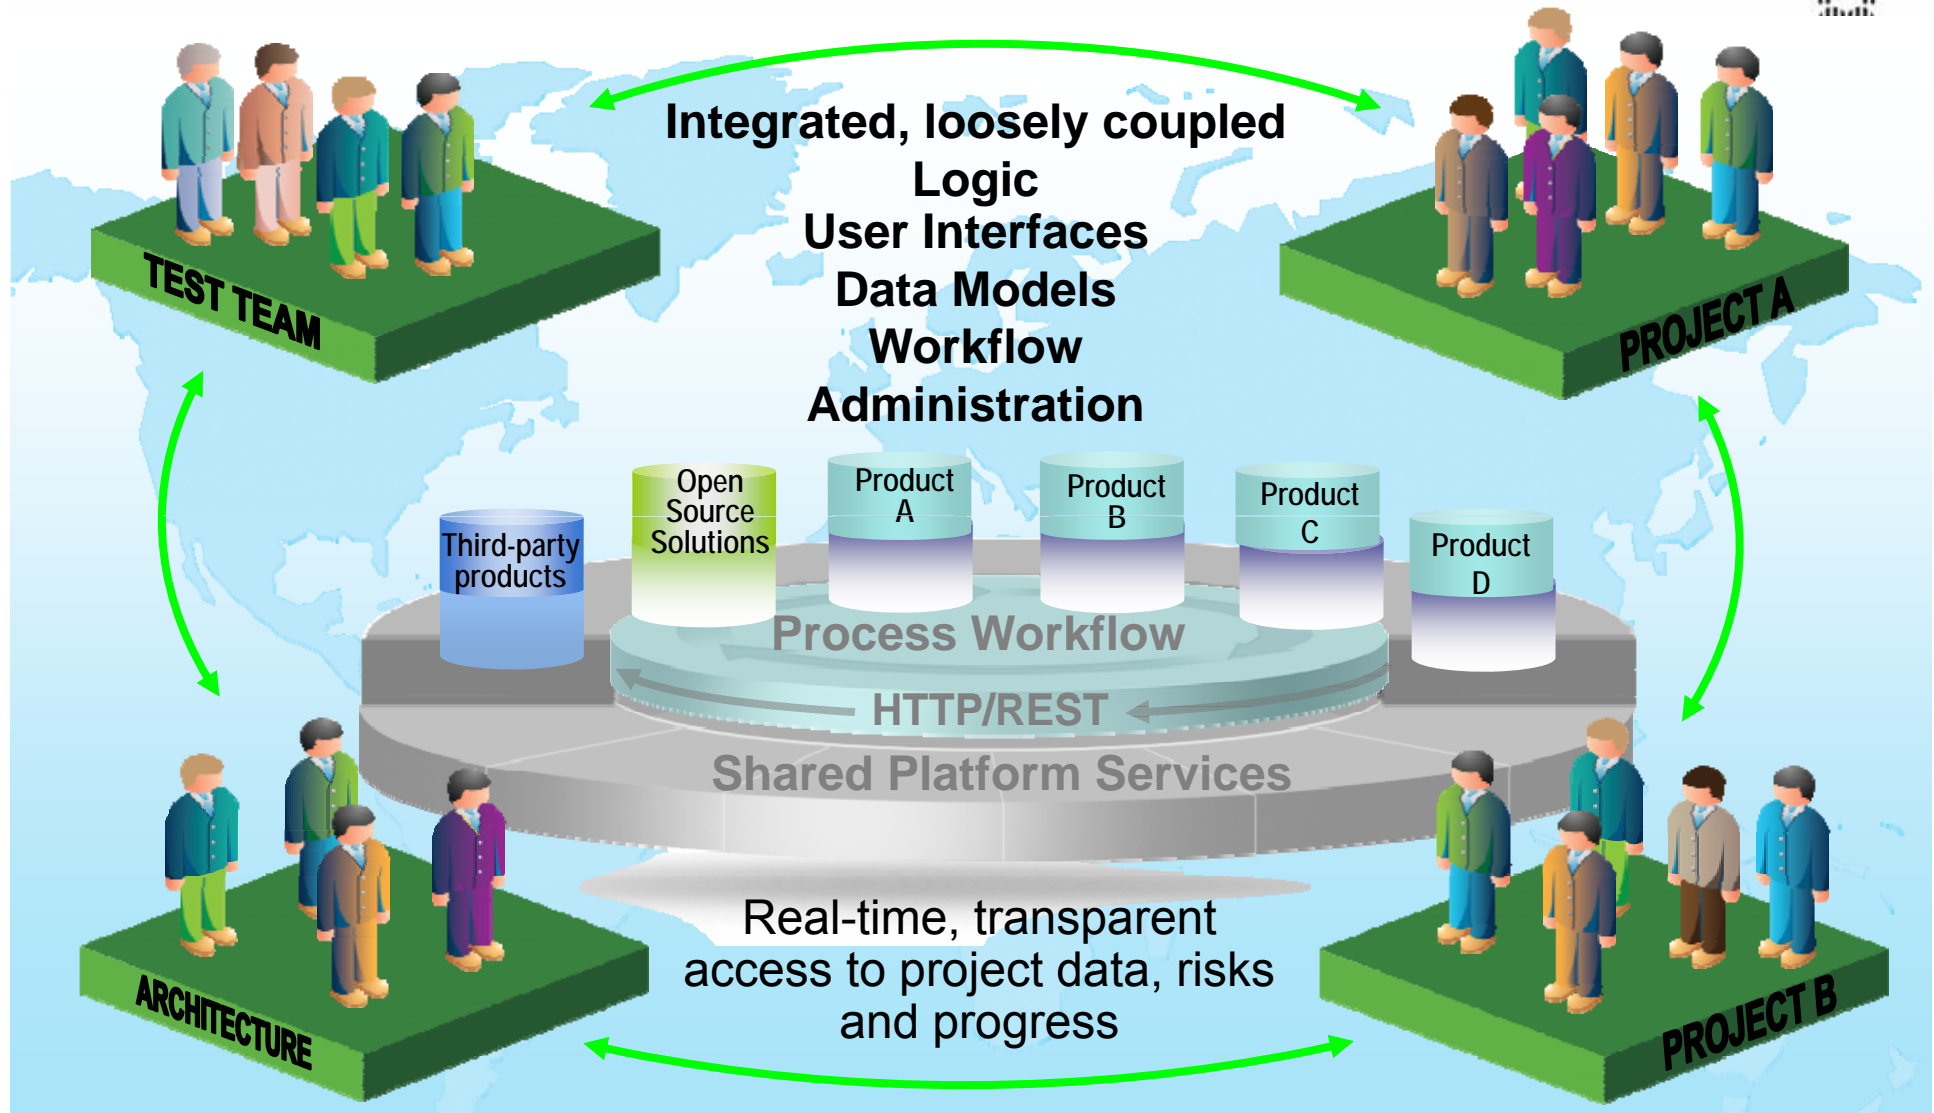 Integrated, loosely coupled
Logic
User Interfaces
Data Models
Workflow
Administration
TEST TEAM
PROJECT A
Third-party
products
Open
Source
Solutions
Product
A
Product
B
Product
C
Product
D
Process Workflow
HTTP/REST
Shared Platform Services
Real-time, transparent
access to project data, risks
and progress
ARCHITECTURE
PROJECT B